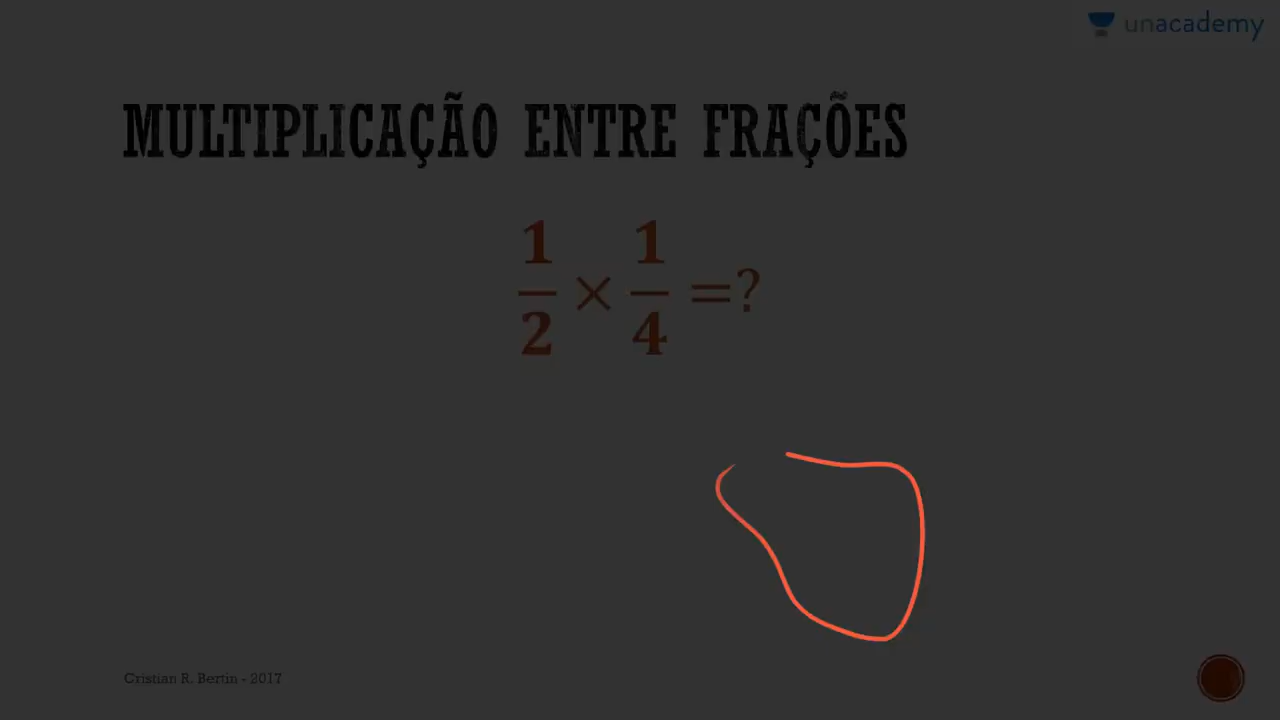 unacademy
MULTIPLICAÇÃO ENTRE FRAÇÕES
1/2 × 1/4 =?
Cristian R. Bertin - 2017